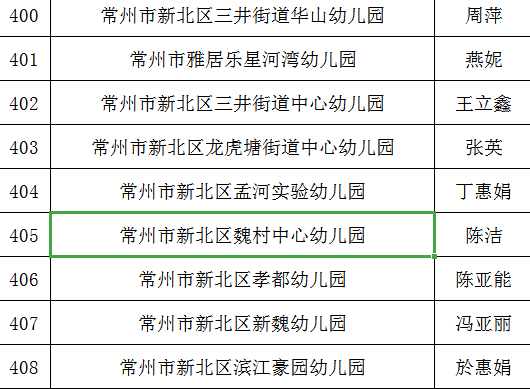 400 常州市新北区三井街道华山幼儿园 周萍
401 常州市雅居乐星河湾幼儿园 燕妮
402 常州市新北区三井街道中心幼儿园 王立鑫
403 常州市新北区龙虎塘街道中心幼儿园 张英
404 常州市新北区孟河实验幼儿园 丁惠娟
405 常州市新北区魏村中心幼儿园 陈洁
406 常州市新北区孝都幼儿园 陈亚能
407 常州市新北区新魏幼儿园 冯亚丽
408 常州市新北区滨江豪园幼儿园 於惠娟